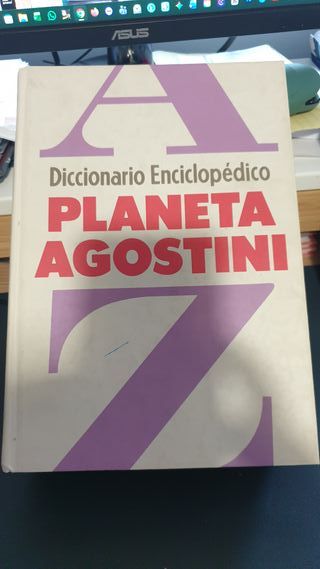 ASUS
A
Diccionario Enciclopédico
PLANETA
AGOSTINI
Z